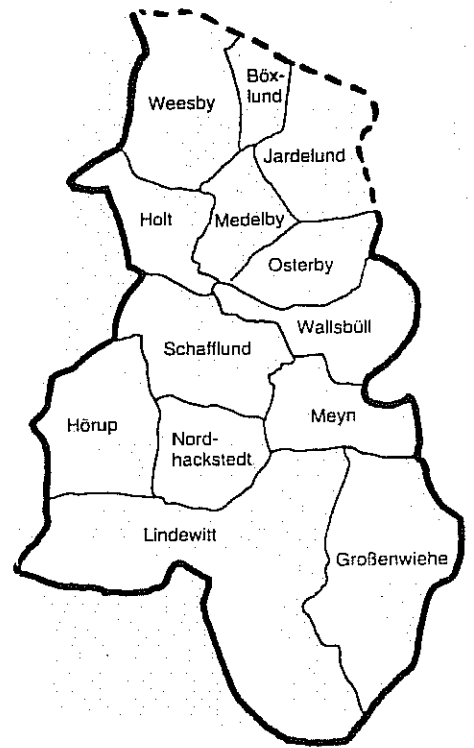 Weesby
Böx-
lund
Jardelund
Holt
Medelby
Osterby
Wallsbüll
Schafflund
Hörup
Nord-
hackstedt
Meyn
Lindewitt
Großenwiehe